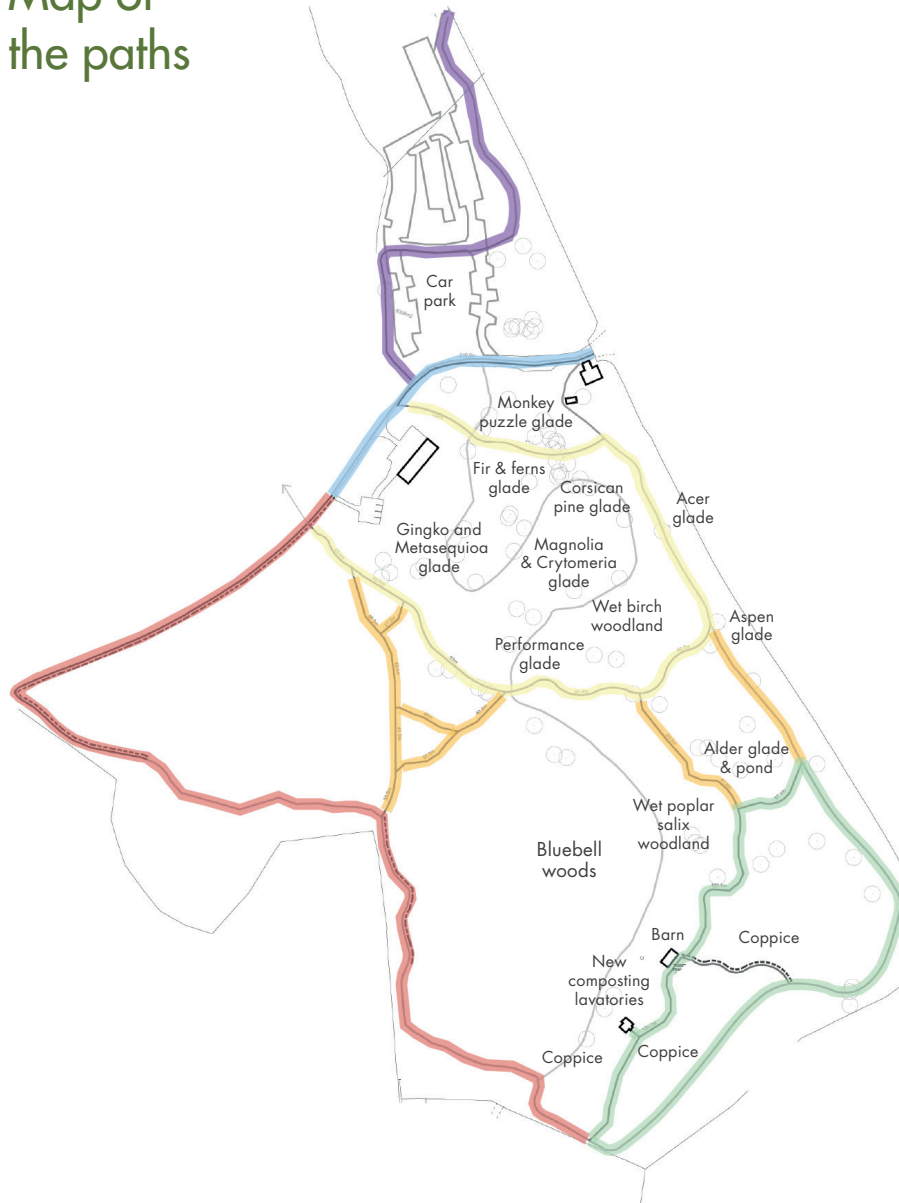 Map of
the paths
Car
park
Monkey
puzzle glade
Fir & ferns
glade
Corsican
pine glade
Acer
glade
Gingko and
Metasequioa
glade
Magnolia
& Crytomeria
glade
Wet birch
woodland
Aspen
glade
Performance
glade
Alder glade
& pond
Wet poplar
salix
woodland
Bluebell
woods
Barn
Coppice
New
composting
lavatories
Coppice
Coppice